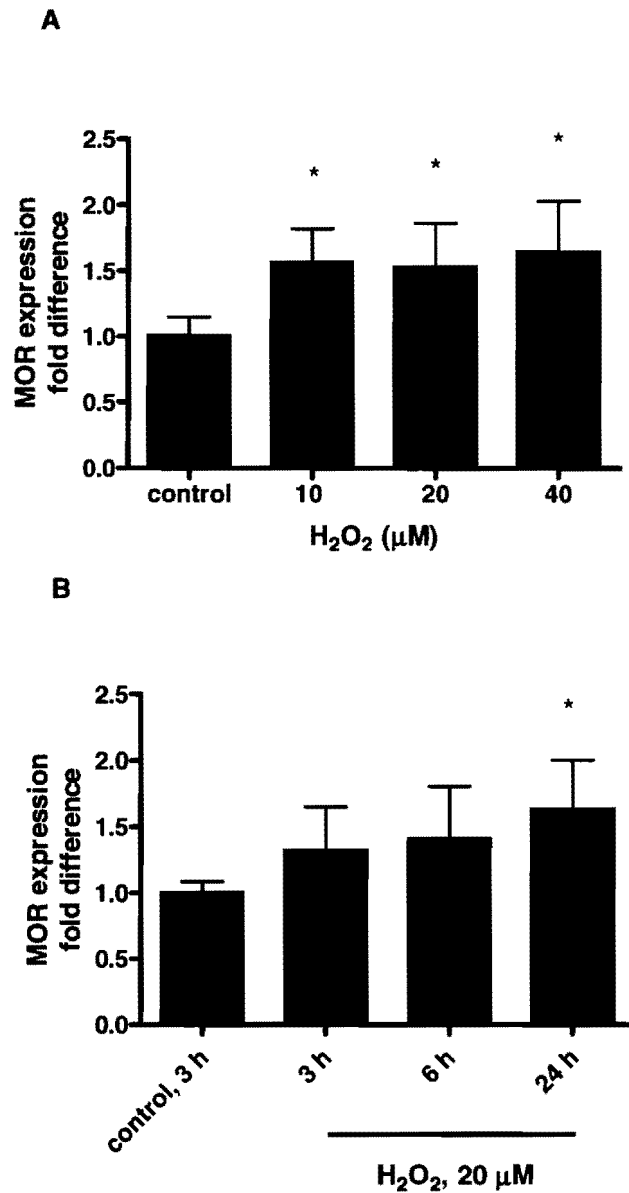 A
MOR expression
fold difference
2.5
2.0
1.5
1.0
0.5
0.0
*
*
*
control
10
20
40
H₂O₂ (μM)
B
MOR expression
fold difference
2.5
2.0
1.5
1.0
0.5
0.0
*
control, 3 h
3 h
6 h
24 h
H₂O₂, 20 μM